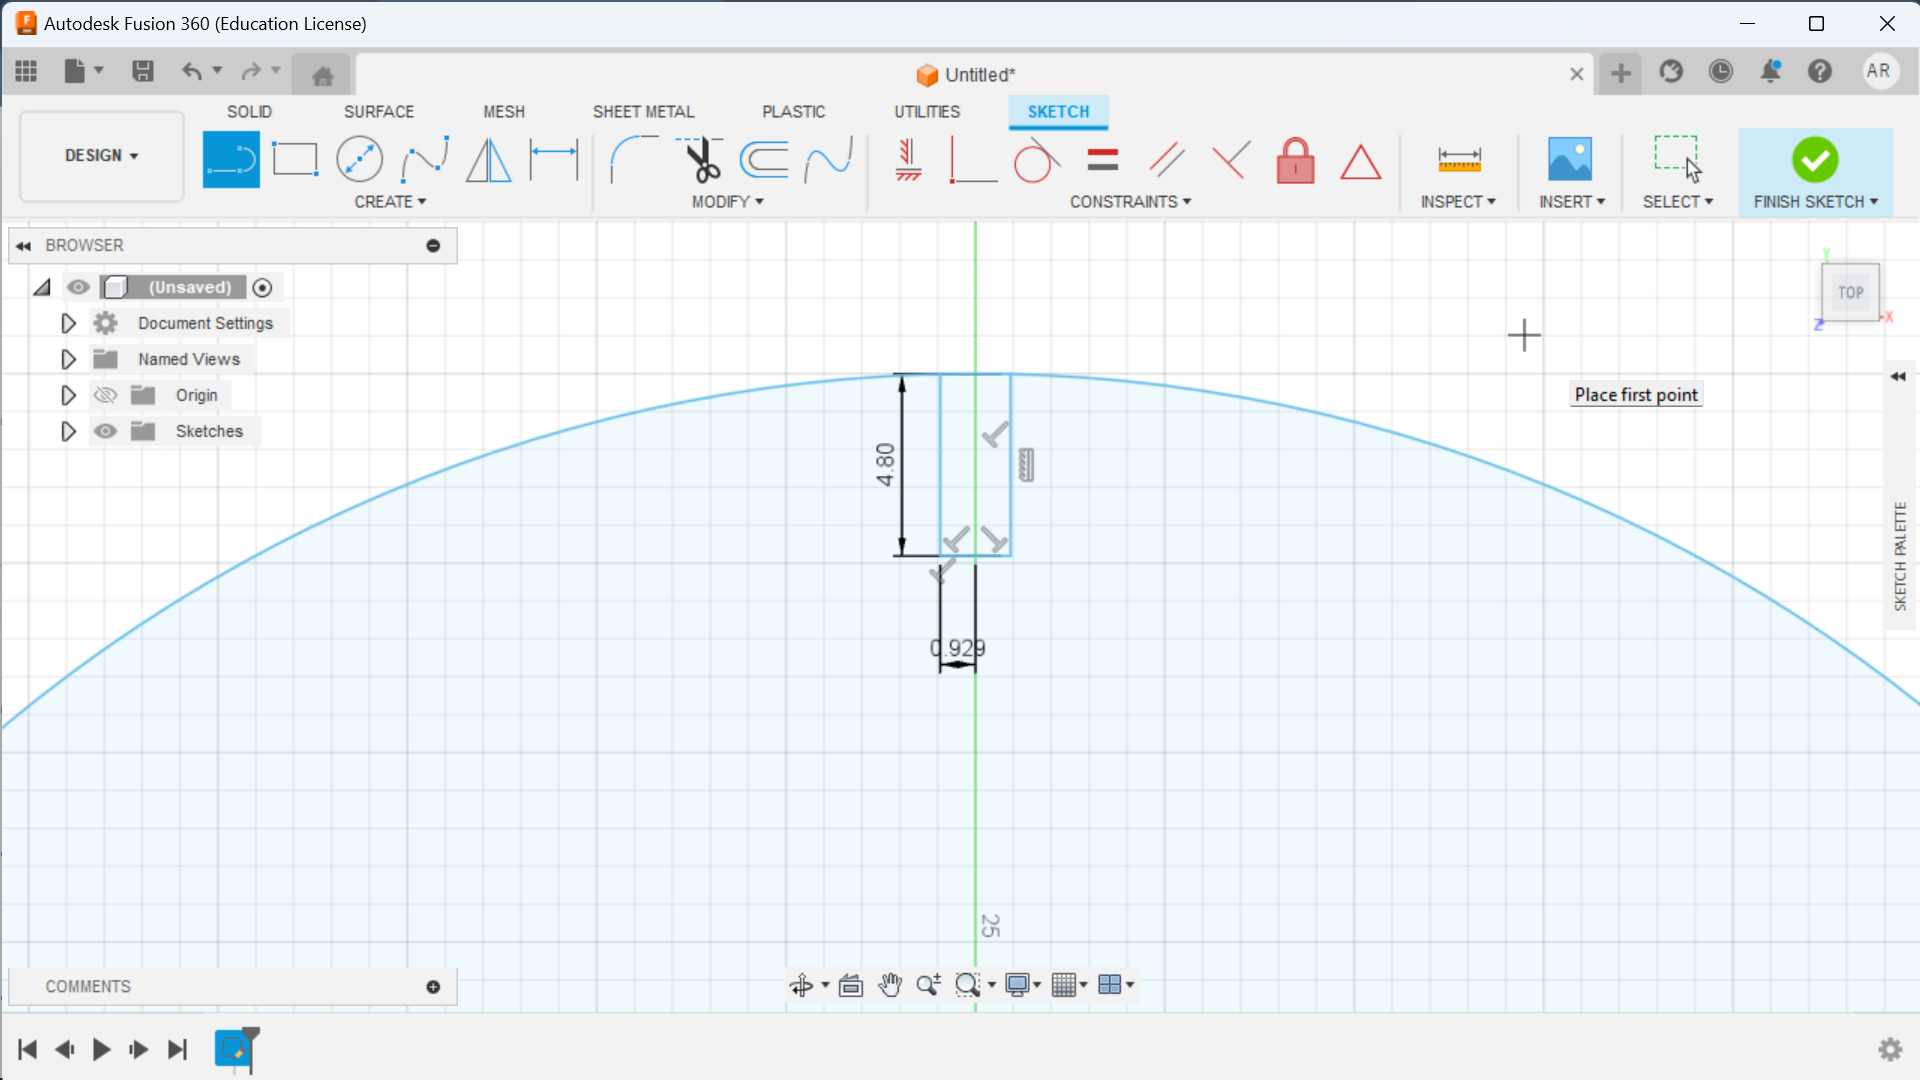 Autodesk Fusion 360 (Education License)
Untitled*
AR
DESIGN
SOLID
SURFACE
MESH
SHEET METAL
PLASTIC
UTILITIES
SKETCH
CREATE
MODIFY
CONSTRAINTS
INSPECT
INSERT
SELECT
FINISH SKETCH
BROWSER
(Unsaved)
Document Settings
Named Views
Origin
Sketches
Y
TOP
Z
X
Place first point
SKETCH PALETTE
4.80
0.929
25
COMMENTS